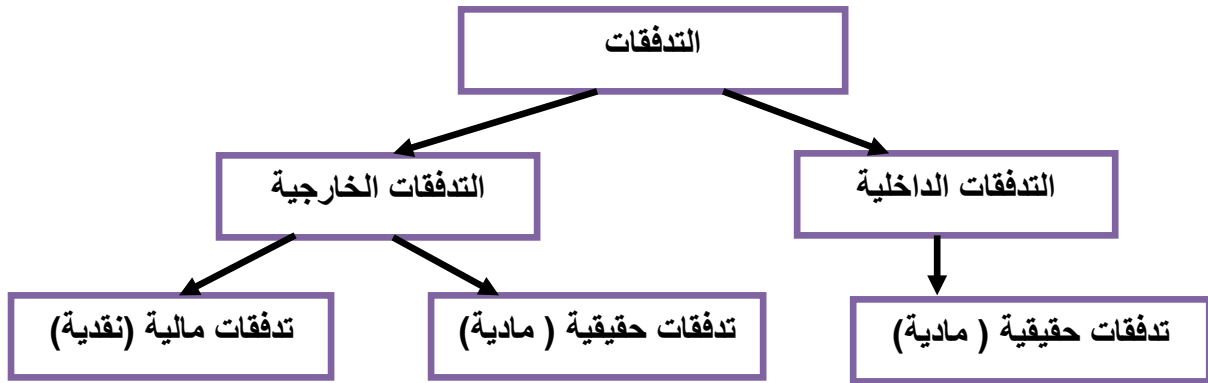 التدفقات
التدفقات الداخلية
التدفقات الخارجية
تدفقات حقيقية ( مادية)
تدفقات حقيقية ( مادية)
تدفقات مالية (نقدية)